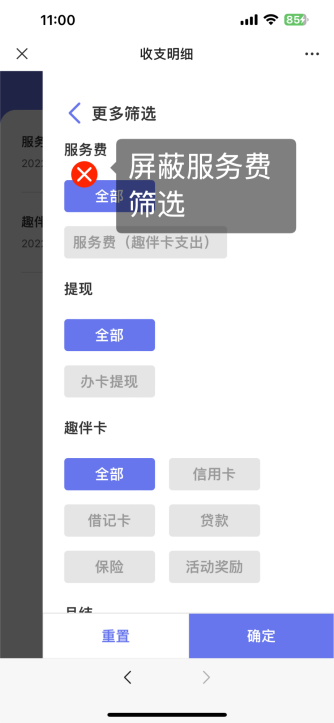 11:00
85
收支明细
更多筛选
服务费
屏蔽服务费
筛选
全部
服务费（趣伴卡支出）
提现
全部
办卡提现
趣伴卡
全部
信用卡
借记卡
贷款
保险
活动奖励
月结
重置
确定
服务
202
趣伴
202